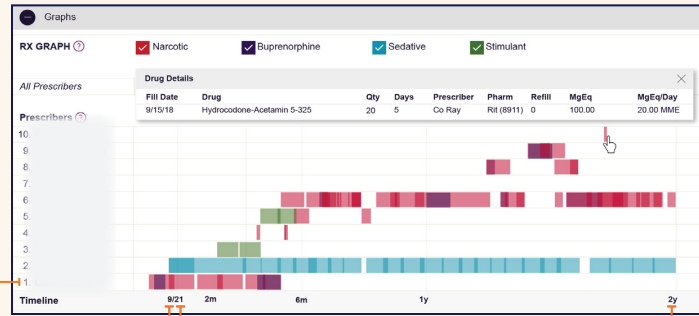 Graphs
RX GRAPH ? Narcotic Buprenorphine Sedative Stimulant
Drug Details
All Prescribers
Fill Date Drug Qty Days Prescriber Pharm Refill MgEq MgEq/Day
9/15/18 Hydrocodone-Acetamin 5-325 20 5 Co Ray Rit (8911) 0 100.00 20.00 MME
Prescribers ?
10.
9.
8.
7.
6.
5.
4.
3.
2.
1.
Timeline 9/21 2m 6m 1y 2y